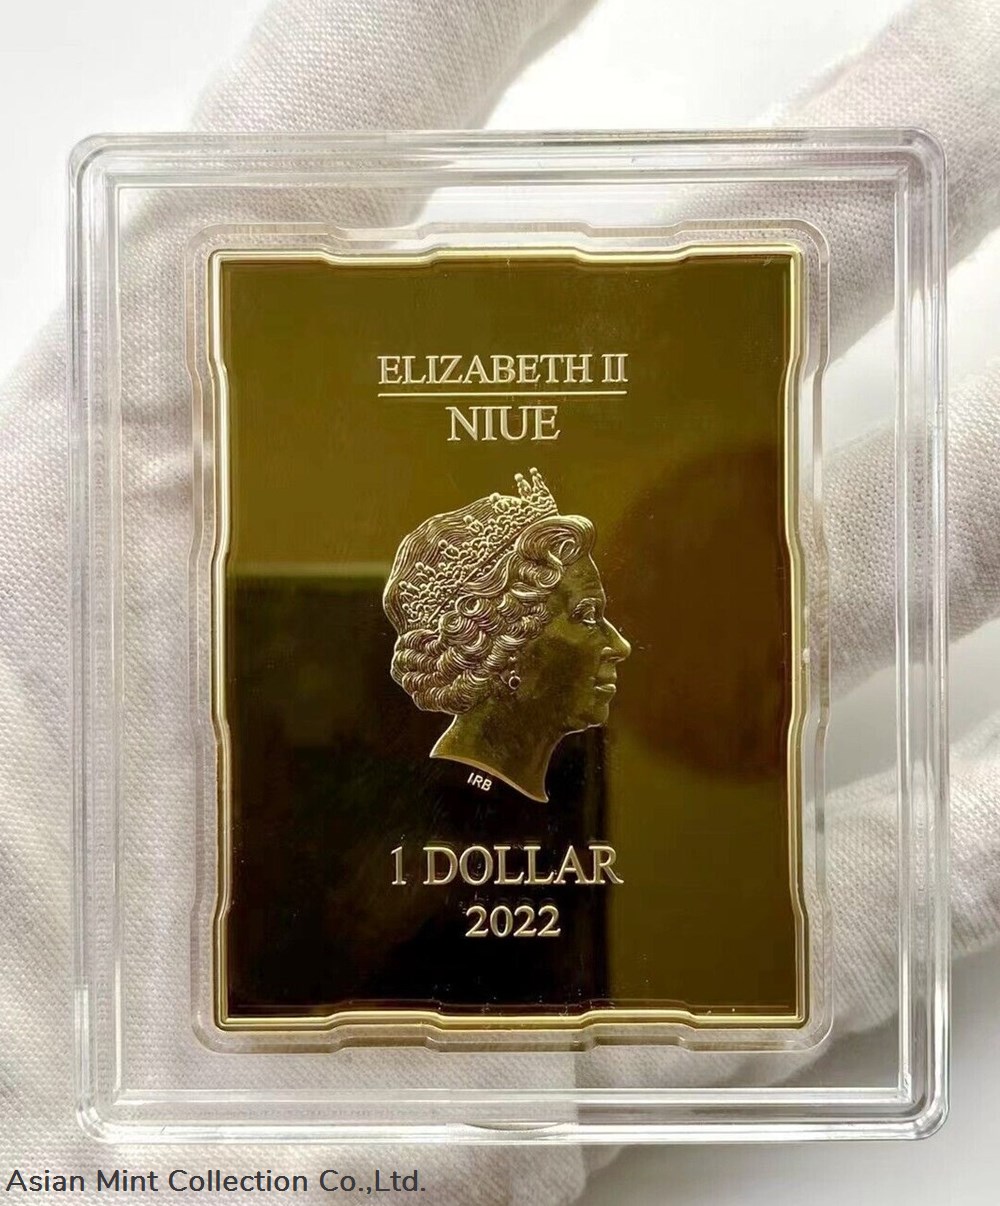 ELIZABETH II
NIUE
IRB
1 DOLLAR
2022
Asian Mint Collection Co.,Ltd.